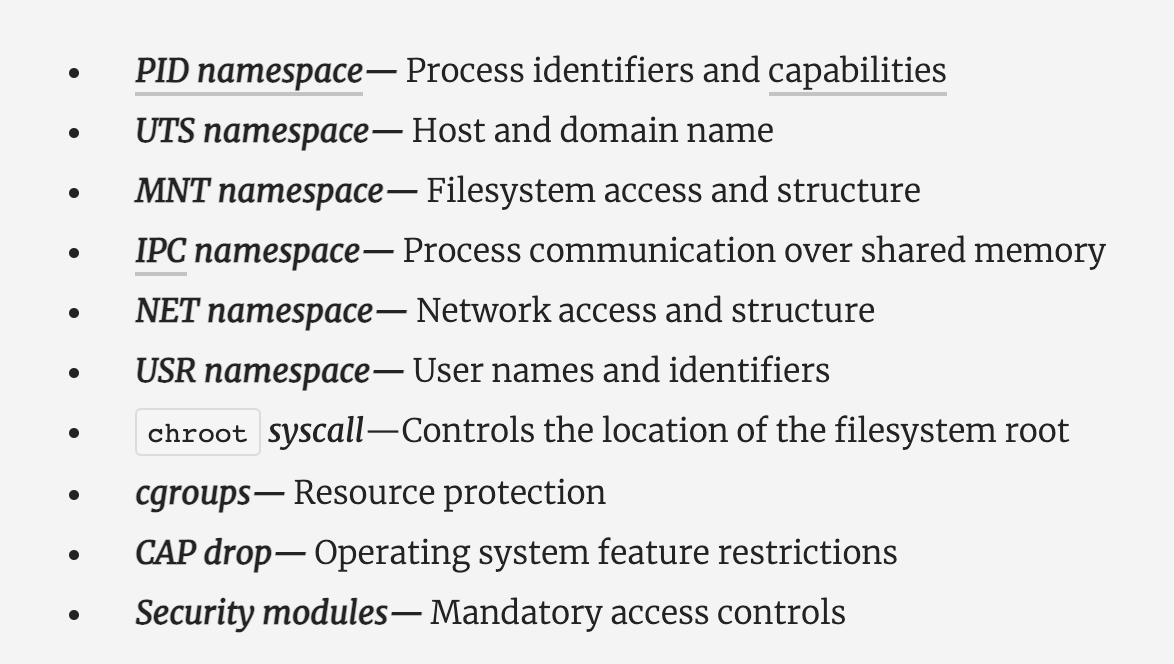 • PID namespace— Process identifiers and capabilities
• UTS namespace— Host and domain name
• MNT namespace— Filesystem access and structure
• IPC namespace— Process communication over shared memory
• NET namespace— Network access and structure
• USR namespace— User names and identifiers
• chroot syscall—Controls the location of the filesystem root
• cgroups— Resource protection
• CAP drop— Operating system feature restrictions
• Security modules— Mandatory access controls